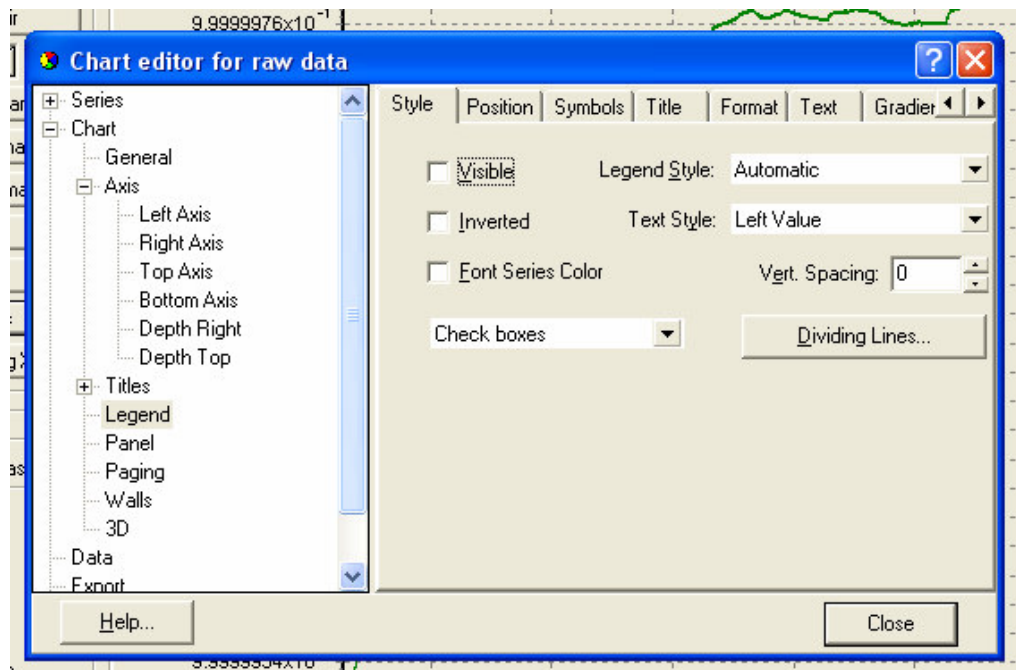 ir
9.9999976x10⁻¹
Chart editor for raw data
Series
Chart
General
Axis
Left Axis
Right Axis
Top Axis
Bottom Axis
Depth Right
Depth Top
Titles
Legend
Panel
Paging
Walls
3D
Data
Export
Style Position Symbols Title Format Text Gradier
Visible Legend Style: Automatic
Inverted Text Style: Left Value
Font Series Color Vert. Spacing: 0
Check boxes Dividing Lines...
Help... Close